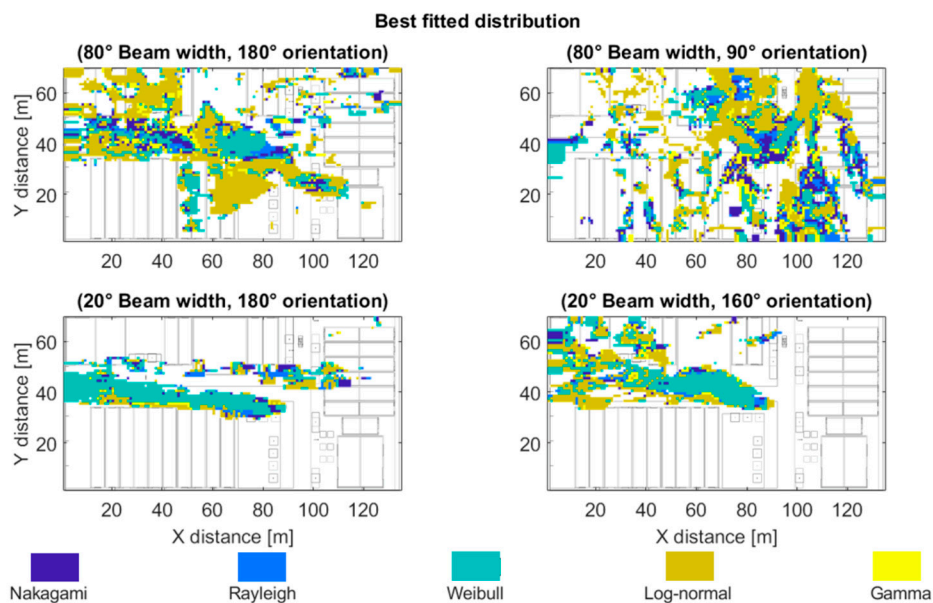 Best fitted distribution
(80° Beam width, 180° orientation)
(80° Beam width, 90° orientation)
Y distance [m]
60
40
20
20 40 60 80 100 120
60
40
20
20 40 60 80 100 120
(20° Beam width, 180° orientation)
(20° Beam width, 160° orientation)
Y distance [m]
60
40
20
20 40 60 80 100 120
X distance [m]
60
40
20
20 40 60 80 100 120
X distance [m]
Nakagami
Rayleigh
Weibull
Log-normal
Gamma